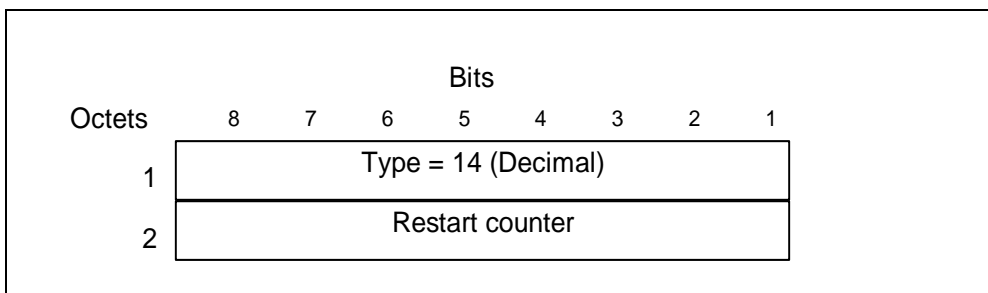 Bits
Octets 8 7 6 5 4 3 2 1
1 Type = 14 (Decimal)
2 Restart counter